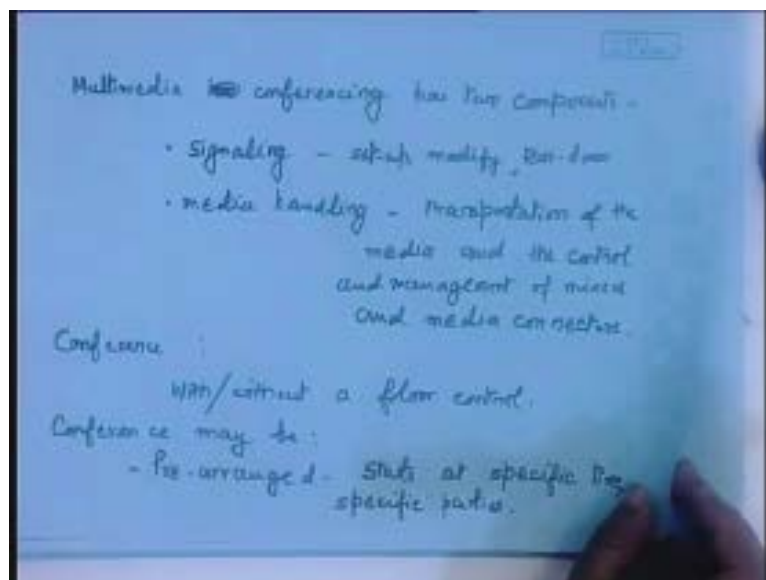 Multimedia conferencing has two components -
• Signaling - set-up, modify, tear-down
• media handling - transportation of the
media and the control
and management of mixers
and media connections.
Conference :
With/without a floor control.
Conference may be:
- Pre-arranged - starts at specific time,
specific parties.